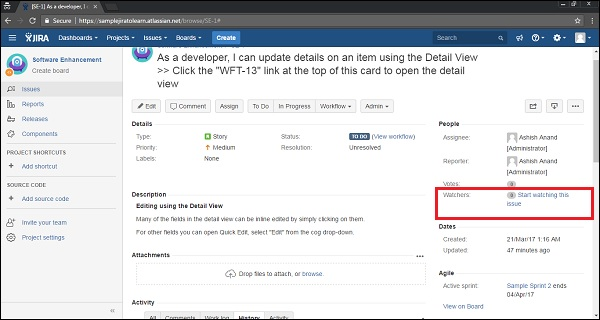 [SE-1] As a developer, I c
Secure
https://samplejiratolearn.atlassian.net/browse/SE-1#
JIRA Dashboards Projects Issues Boards Create Search
Software Enhancement
Create board
Issues
Reports
Releases
Components
PROJECT SHORTCUTS
Add shortcut
SOURCE CODE
Add source code
Invite your team
Project settings
Software Enhancement
As a developer, I can update details on an item using the Detail View
>> Click the "WFT-13" link at the top of this card to open the detail
view
Edit Comment Assign To Do In Progress Workflow Admin
Details
Type: Story Status: TO DO (View workflow)
Priority: Medium Resolution: Unresolved
Labels: None
Description
Editing using the Detail View
Many of the fields in the detail view can be inline edited by simply clicking on them.
For other fields you can open Quick Edit, select "Edit" from the cog drop-down.
Attachments
Drop files to attach, or browse.
Activity
All Comments Work log History Activity
People
Assignee: Ashish Anand
[Administrator]
Reporter: Ashish Anand
[Administrator]
Votes: 0
Watchers: 0 Start watching this
issue
Dates
Created: 21/Mar/17 1:16 AM
Updated: 47 minutes ago
Agile
Active sprint: Sample Sprint 2 ends
04/Apr/17
View on Board